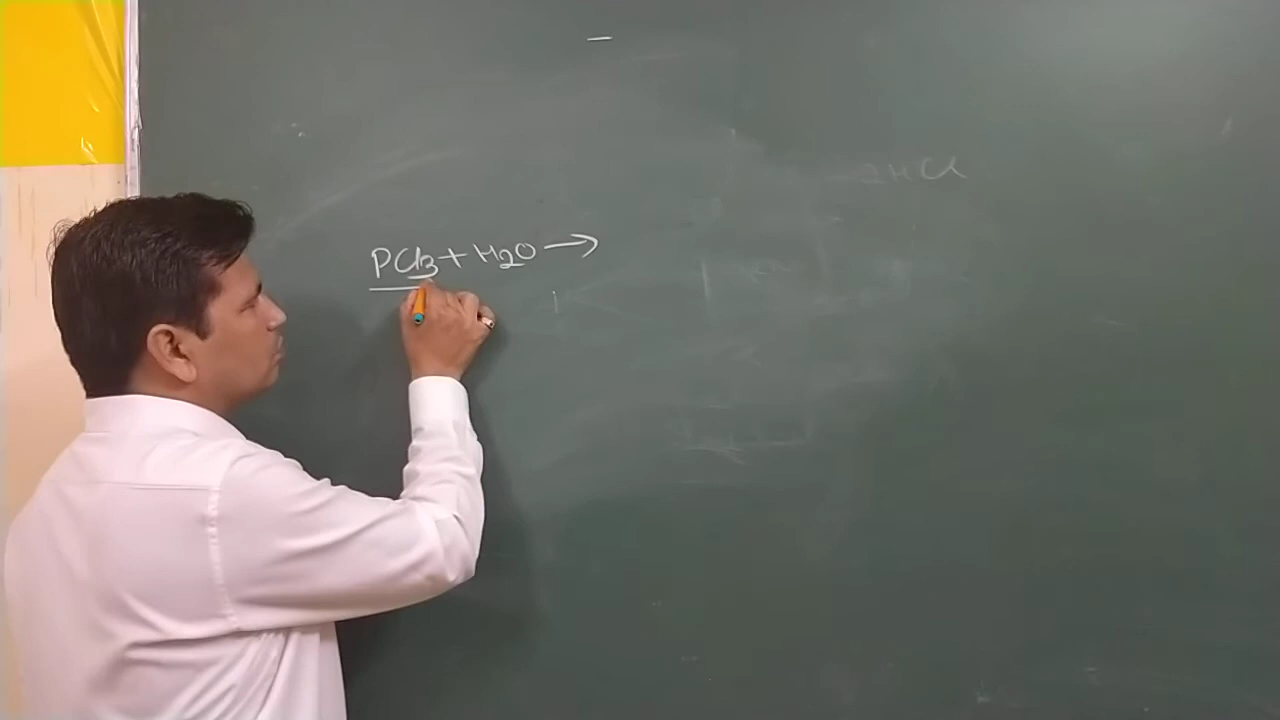 2HCl
PCl3 + H2O →